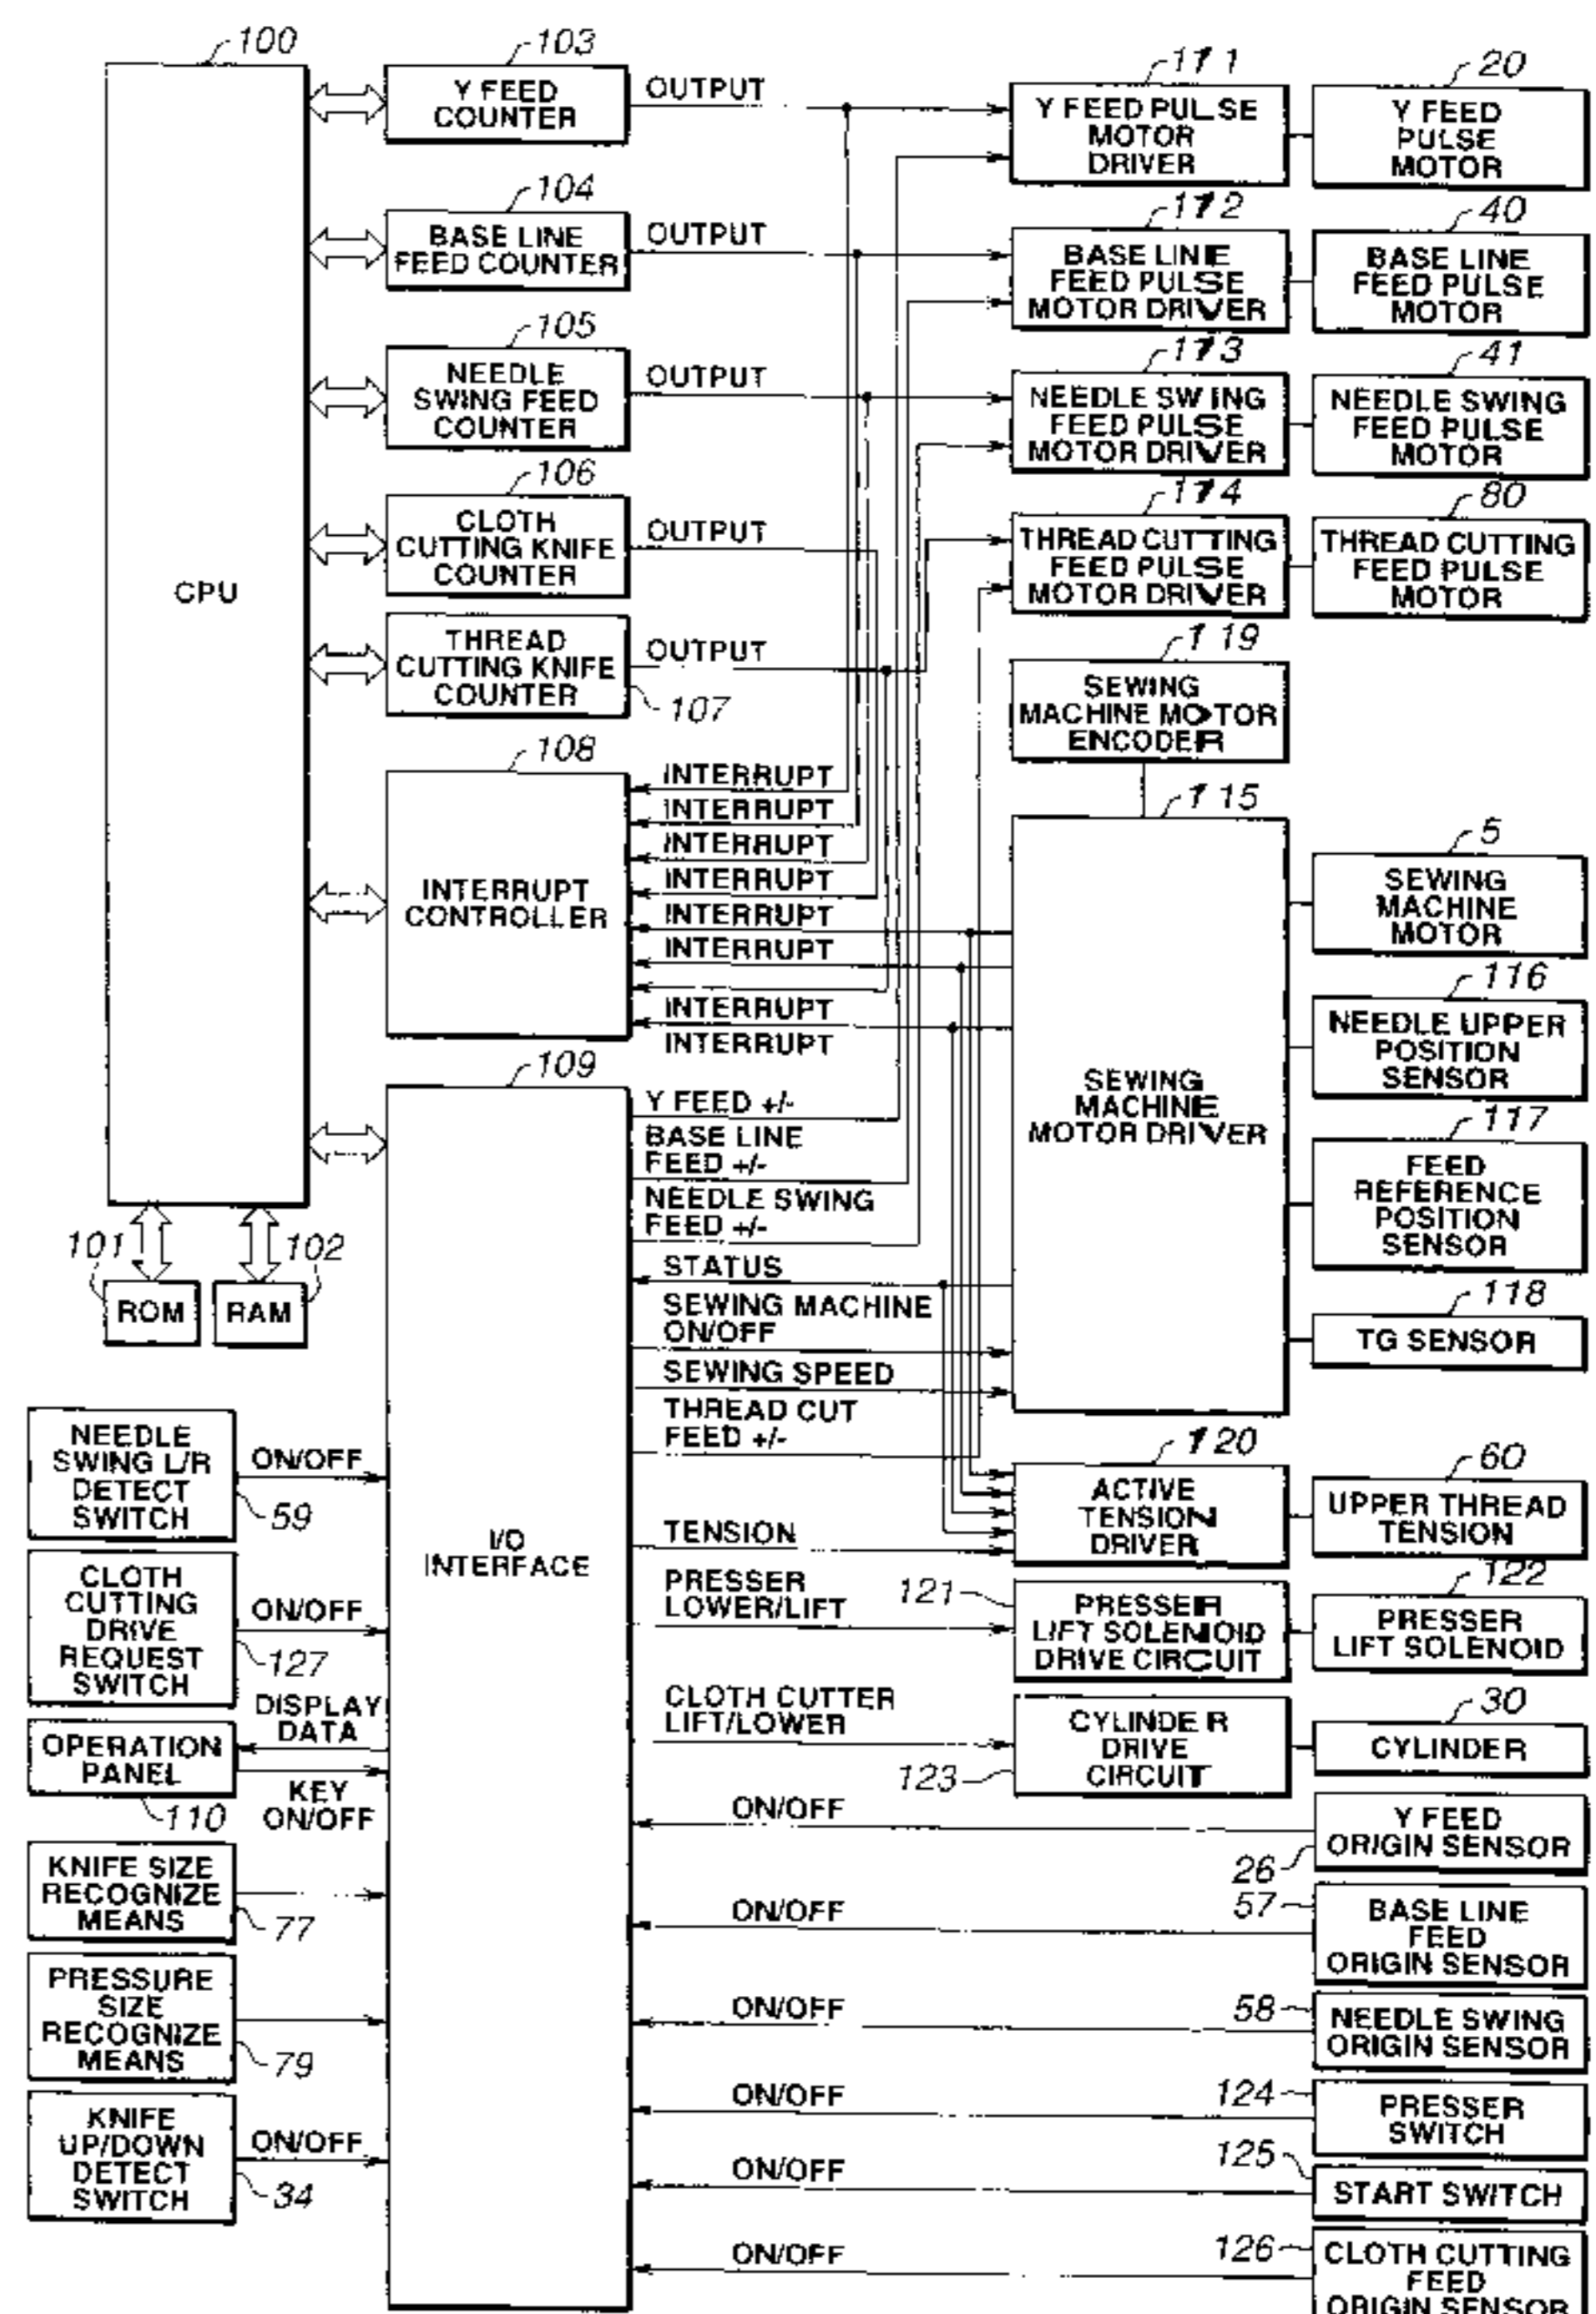 100
CPU
103
Y FEED
COUNTER
OUTPUT
104
BASE LINE
FEED COUNTER
OUTPUT
105
NEEDLE
SWING FEED
COUNTER
OUTPUT
106
CLOTH
CUTTING KNIFE
COUNTER
OUTPUT
THREAD
CUTTING KNIFE
COUNTER
107
OUTPUT
108
INTERRUPT
CONTROLLER
INTERRUPT
INTERRUPT
INTERRUPT
INTERRUPT
INTERRUPT
INTERRUPT
INTERRUPT
INTERRUPT
101
ROM
102
RAM
109
I/O
INTERFACE
Y FEED +/-
BASE LINE
FEED +/-
NEEDLE SWING
FEED +/-
STATUS
SEWING MACHINE
ON/OFF
SEWING SPEED
THREAD CUT
FEED +/-
TENSION
PRESSER
LOWER/LIFT
CLOTH CUTTER
LIFT/LOWER
ON/OFF
ON/OFF
ON/OFF
ON/OFF
ON/OFF
ON/OFF
NEEDLE
SWING L/R
DETECT
SWITCH
59
ON/OFF
CLOTH
CUTTING
DRIVE
REQUEST
SWITCH
127
ON/OFF
OPERATION
PANEL
110
DISPLAY
DATA
KEY
ON/OFF
KNIFE SIZE
RECOGNIZE
MEANS
77
PRESSURE
SIZE
RECOGNIZE
MEANS
79
KNIFE
UP/DOWN
DETECT
SWITCH
34
ON/OFF
171
Y FEED PULSE
MOTOR
DRIVER
20
Y FEED
PULSE
MOTOR
172
BASE LINE
FEED PULSE
MOTOR DRIVER
40
BASE LINE
FEED PULSE
MOTOR
173
NEEDLE SWING
FEED PULSE
MOTOR DRIVER
41
NEEDLE SWING
FEED PULSE
MOTOR
174
THREAD CUTTING
FEED PULSE
MOTOR DRIVER
80
THREAD CUTTING
FEED PULSE
MOTOR
119
SEWING
MACHINE MOTOR
ENCODER
115
SEWING
MACHINE
MOTOR DRIVER
5
SEWING
MACHINE
MOTOR
116
NEEDLE UPPER
POSITION
SENSOR
117
FEED
REFERENCE
POSITION
SENSOR
118
TG SENSOR
120
ACTIVE
TENSION
DRIVER
60
UPPER THREAD
TENSION
121
PRESSER
LIFT SOLENOID
DRIVE CIRCUIT
122
PRESSER
LIFT SOLENOID
123
CYLINDER
DRIVE
CIRCUIT
30
CYLINDER
26
Y FEED
ORIGIN SENSOR
57
BASE LINE
FEED
ORIGIN SENSOR
58
NEEDLE SWING
ORIGIN SENSOR
124
PRESSER
SWITCH
125
START SWITCH
126
CLOTH CUTTING
FEED
ORIGIN SENSOR